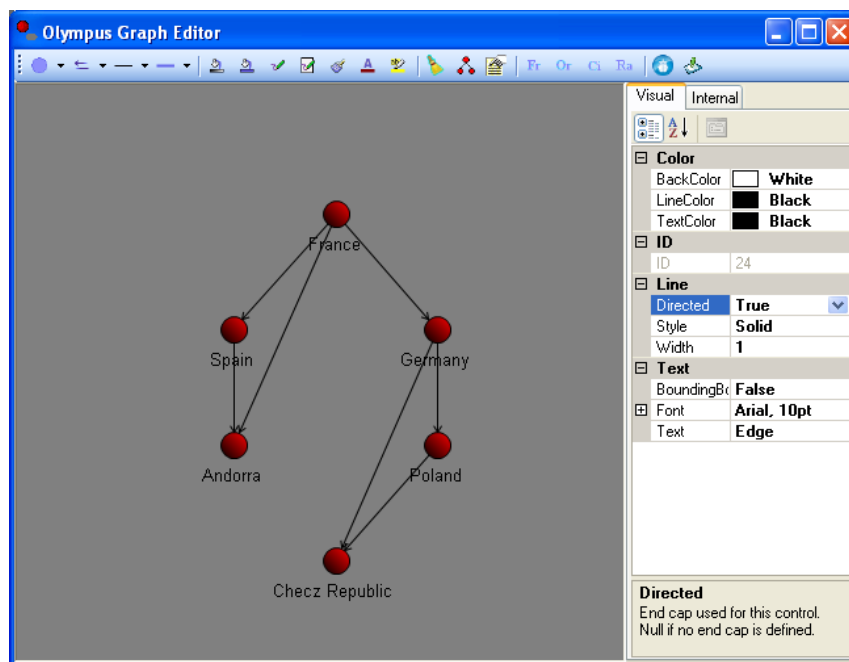 Olympus Graph Editor
Fr Or Ci Ra
Visual Internal
Color
BackColor White
LineColor Black
TextColor Black
ID
ID 24
Line
Directed True
Style Solid
Width 1
Text
BoundingBo False
Font Arial, 10pt
Text Edge
France
Spain
Germany
Andorra
Poland
Checz Republic
Directed
End cap used for this control.
Null if no end cap is defined.